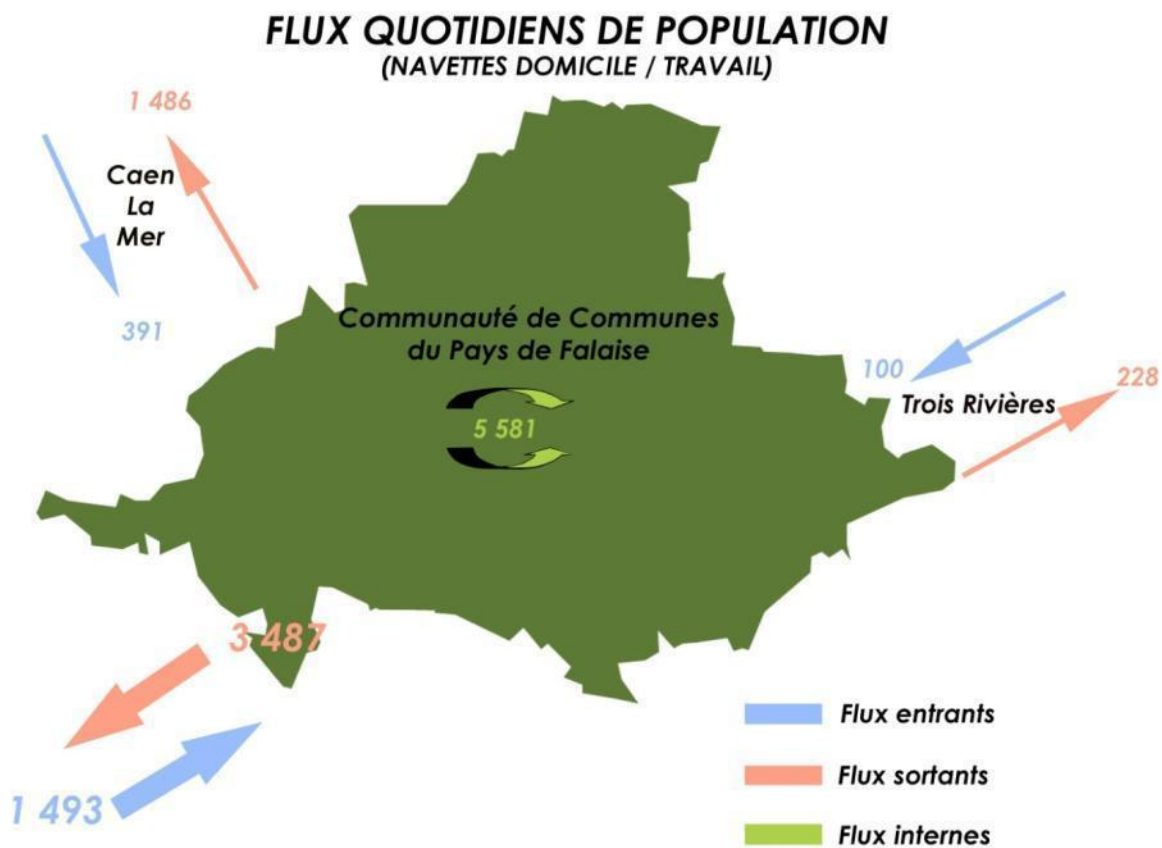 FLUX QUOTIDIENS DE POPULATION
(NAVETTES DOMICILE / TRAVAIL)
1 486
Caen
La
Mer
391
Communauté de Communes
du Pays de Falaise
5 581
100
228
Trois Rivières
3 487
1 493
Flux entrants
Flux sortants
Flux internes